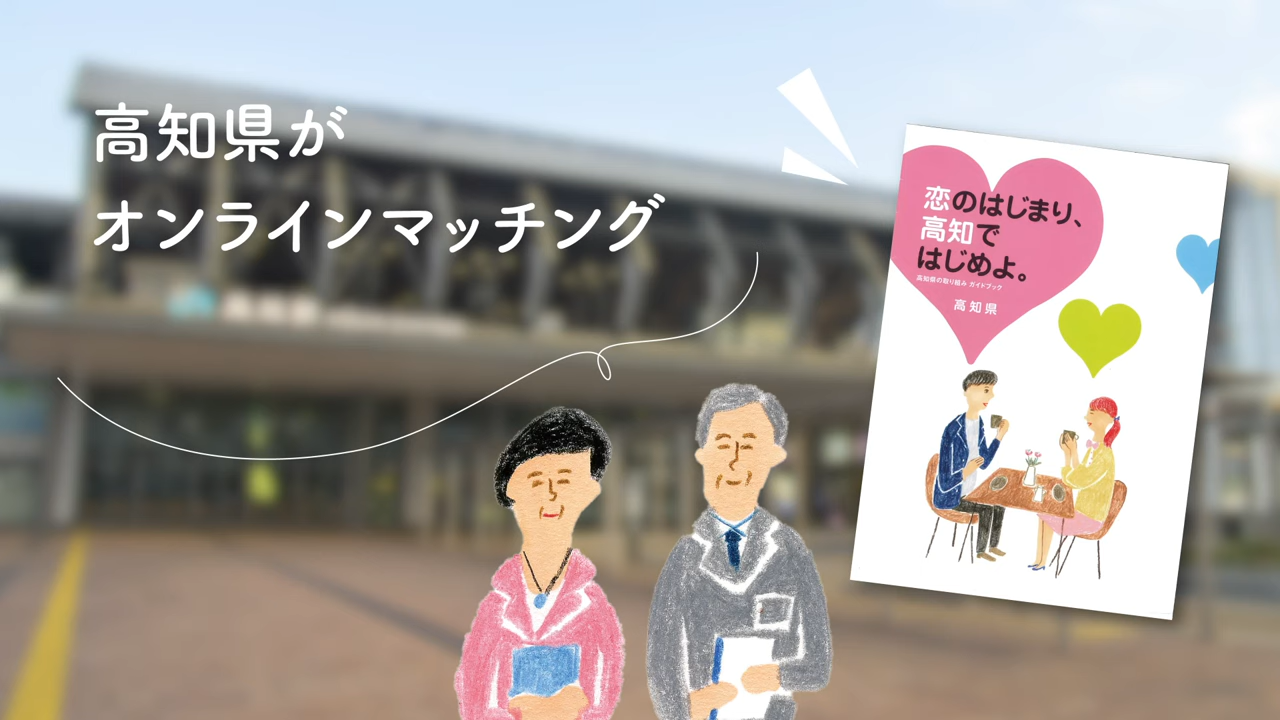 高知県が
オンラインマッチング
恋のはじまり、
高知で
はじめよ。
高知県の取り組み ガイドブック
高知県